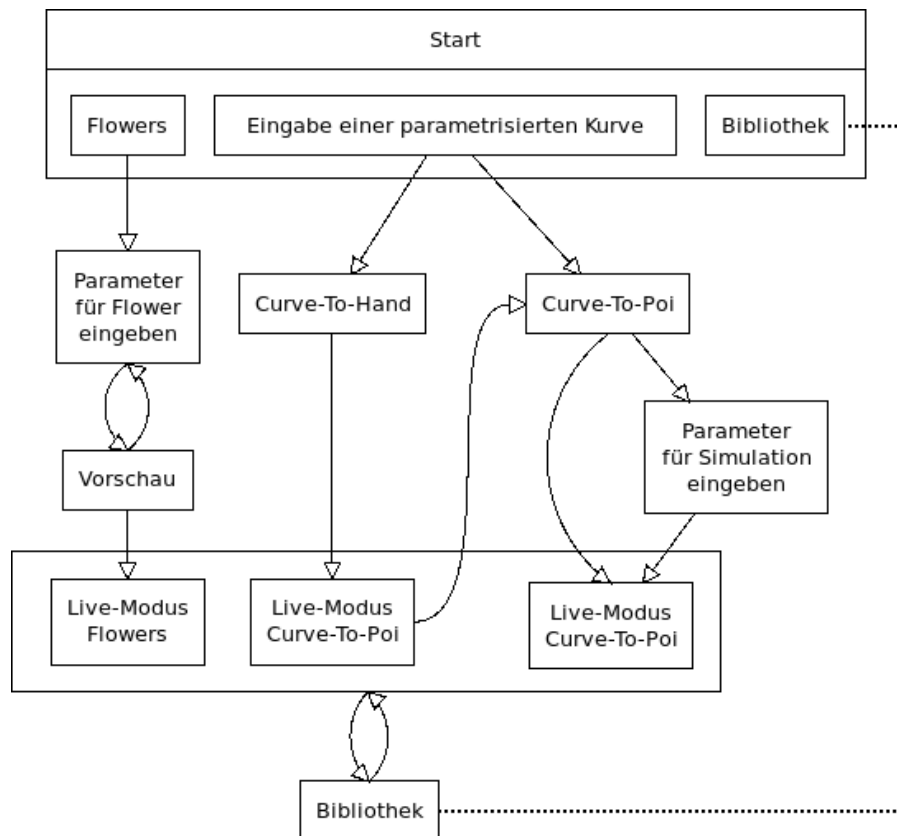 Start
Flowers
Eingabe einer parametrisierten Kurve
Bibliothek
Parameter
für Flower
eingeben
Curve-To-Hand
Curve-To-Poi
Parameter
für Simulation
eingeben
Vorschau
Live-Modus
Flowers
Live-Modus
Curve-To-Poi
Live-Modus
Curve-To-Poi
Bibliothek